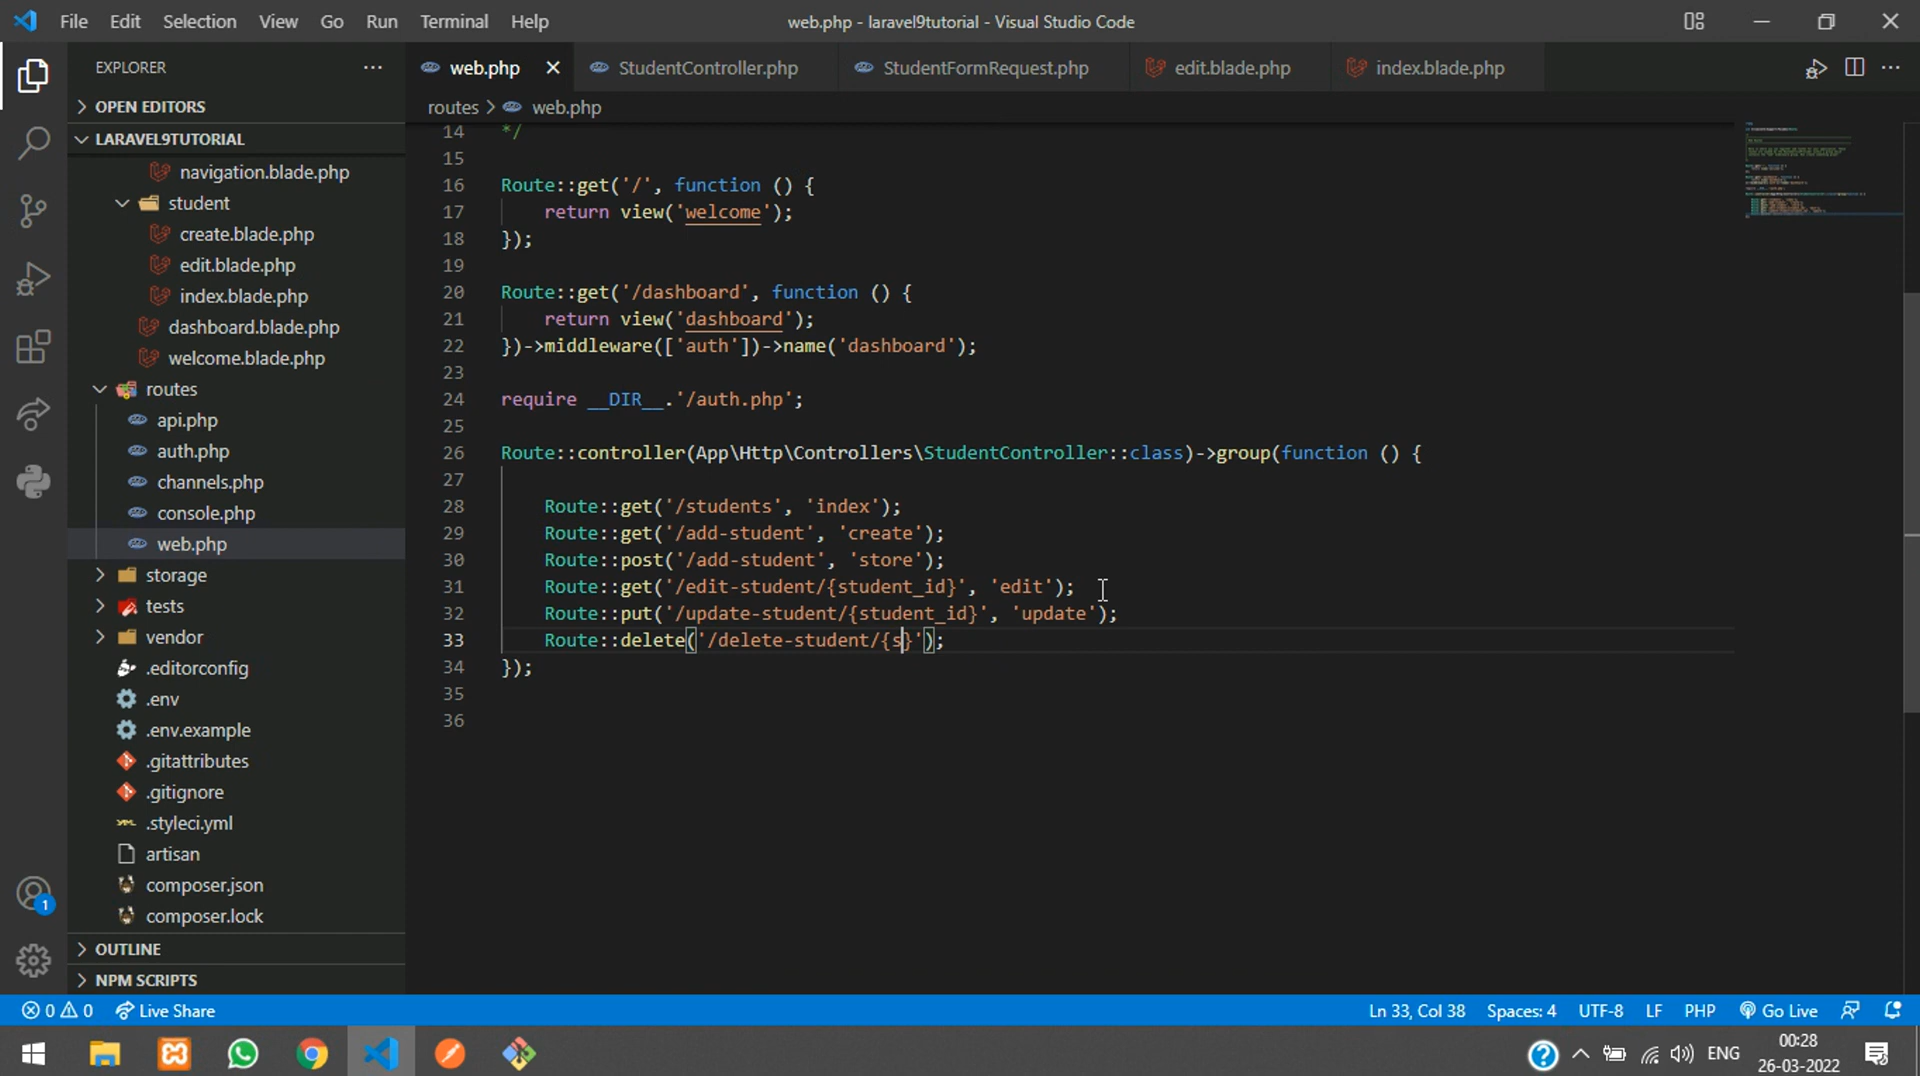 File Edit Selection View Go Run Terminal Help
web.php - laravel9tutorial - Visual Studio Code
EXPLORER
web.php
StudentController.php
StudentFormRequest.php
edit.blade.php
index.blade.php
OPEN EDITORS
routes > web.php
LARAVEL9TUTORIAL
navigation.blade.php
student
create.blade.php
edit.blade.php
index.blade.php
dashboard.blade.php
welcome.blade.php
routes
api.php
auth.php
channels.php
console.php
web.php
storage
tests
vendor
.editorconfig
.env
.env.example
.gitattributes
.gitignore
.styleci.yml
artisan
composer.json
composer.lock
OUTLINE
NPM SCRIPTS
14 */
15
16 Route::get('/', function () {
17 return view('welcome');
18 });
19
20 Route::get('/dashboard', function () {
21 return view('dashboard');
22 })->middleware(['auth'])->name('dashboard');
23
24 require __DIR__.'/auth.php';
25
26 Route::controller(App\Http\Controllers\StudentController::class)->group(function () {
27
28 Route::get('/students', 'index');
29 Route::get('/add-student', 'create');
30 Route::post('/add-student', 'store');
31 Route::get('/edit-student/{student_id}', 'edit');
32 Route::put('/update-student/{student_id}', 'update');
33 Route::delete('/delete-student/{s}');
34 });
35
36
1
0 0 Live Share
Ln 33, Col 38 Spaces: 4 UTF-8 LF PHP Go Live
ENG
00:28
26-03-2022